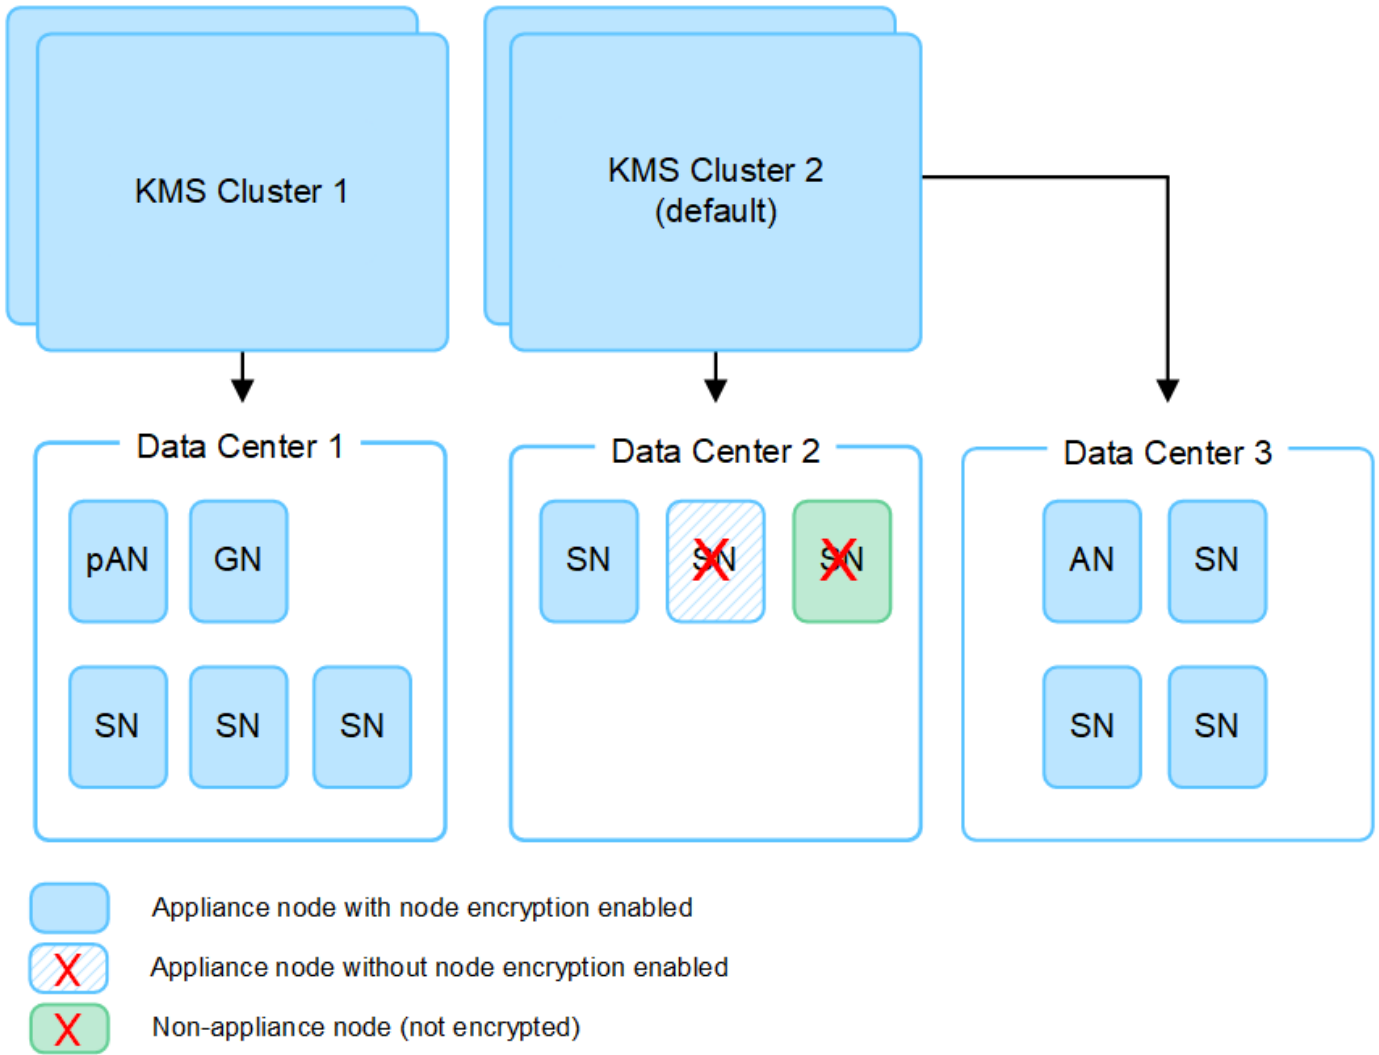 KMS Cluster 1
KMS Cluster 2
(default)
Data Center 1
Data Center 2
Data Center 3
pAN
GN
SN
SN
SN
SN
SN
SN
AN
SN
SN
SN
X Appliance node with node encryption enabled
X Appliance node without node encryption enabled
X Non-appliance node (not encrypted)